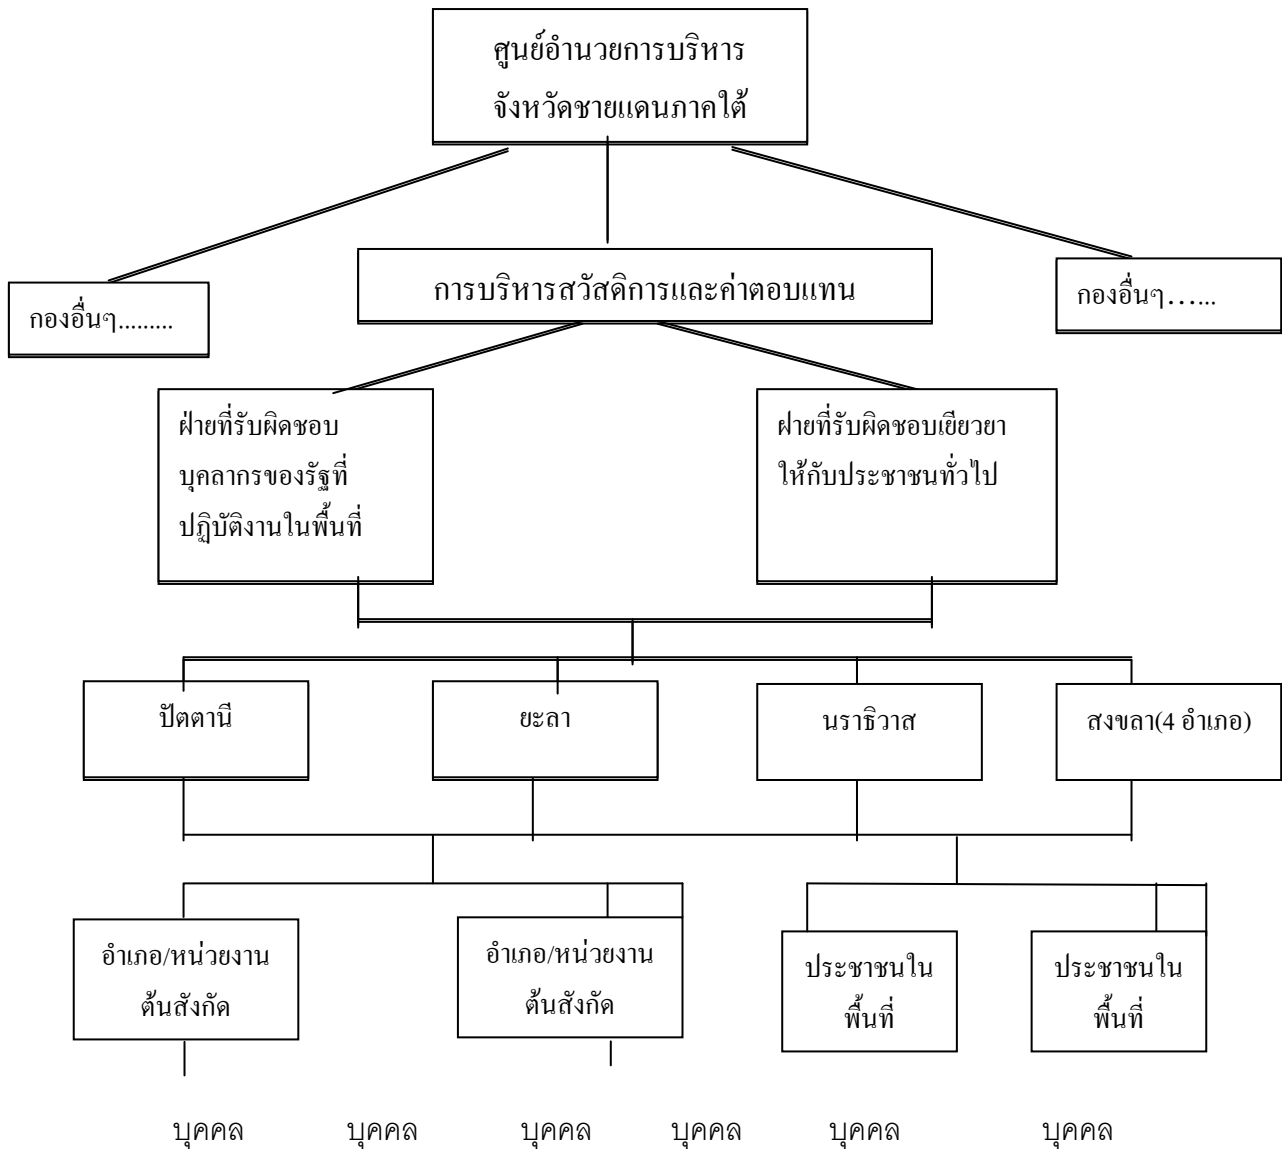 ศูนย์อำนวยการบริหาร
จังหวัดชายแดนภาคใต้
กองอื่นๆ.........
การบริหารสวัสดิการและค่าตอบแทน
กองอื่นๆ......
ฝ่ายที่รับผิดชอบ
บุคลากรของรัฐที่
ปฏิบัติงานในพื้นที่
ฝ่ายที่รับผิดชอบเยียวยา
ให้กับประชาชนทั่วไป
ปัตตานี
ยะลา
นราธิวาส
สงขลา(4 อำเภอ)
อำเภอ/หน่วยงาน
ต้นสังกัด
อำเภอ/หน่วยงาน
ต้นสังกัด
ประชาชนใน
พื้นที่
ประชาชนใน
พื้นที่
บุคคล บุคคล บุคคล บุคคล บุคคล บุคคล